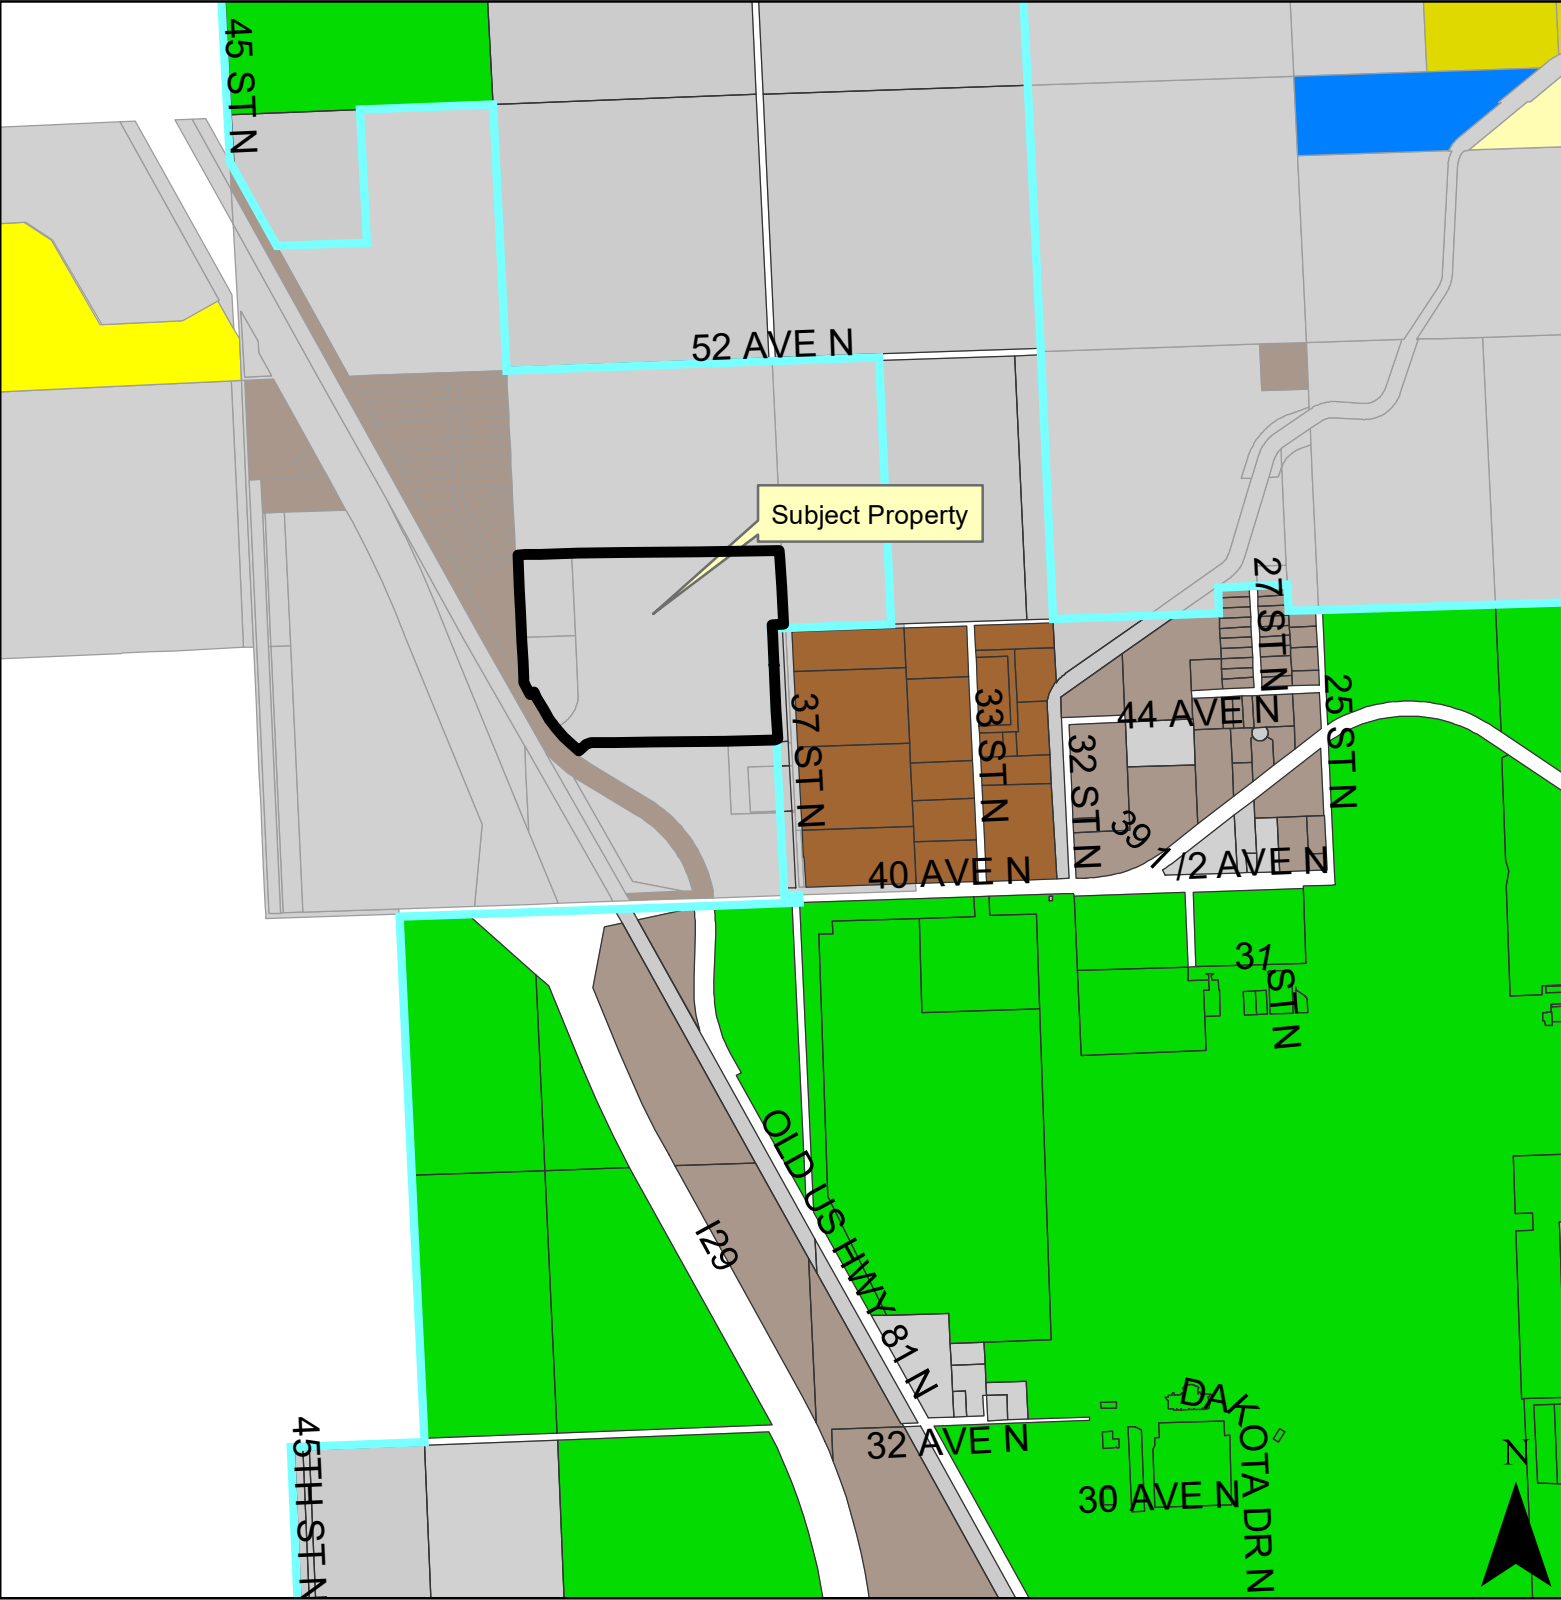 45 ST N
52 AVE N
Subject Property
27 ST N
37 ST N
33 ST N
32 ST N
44 AVE N
25 ST N
39 1/2 AVE N
40 AVE N
31 ST N
OLD US HWY 81 N
I29
32 AVE N
30 AVE N
DAKOTA DR N
45TH ST N
N